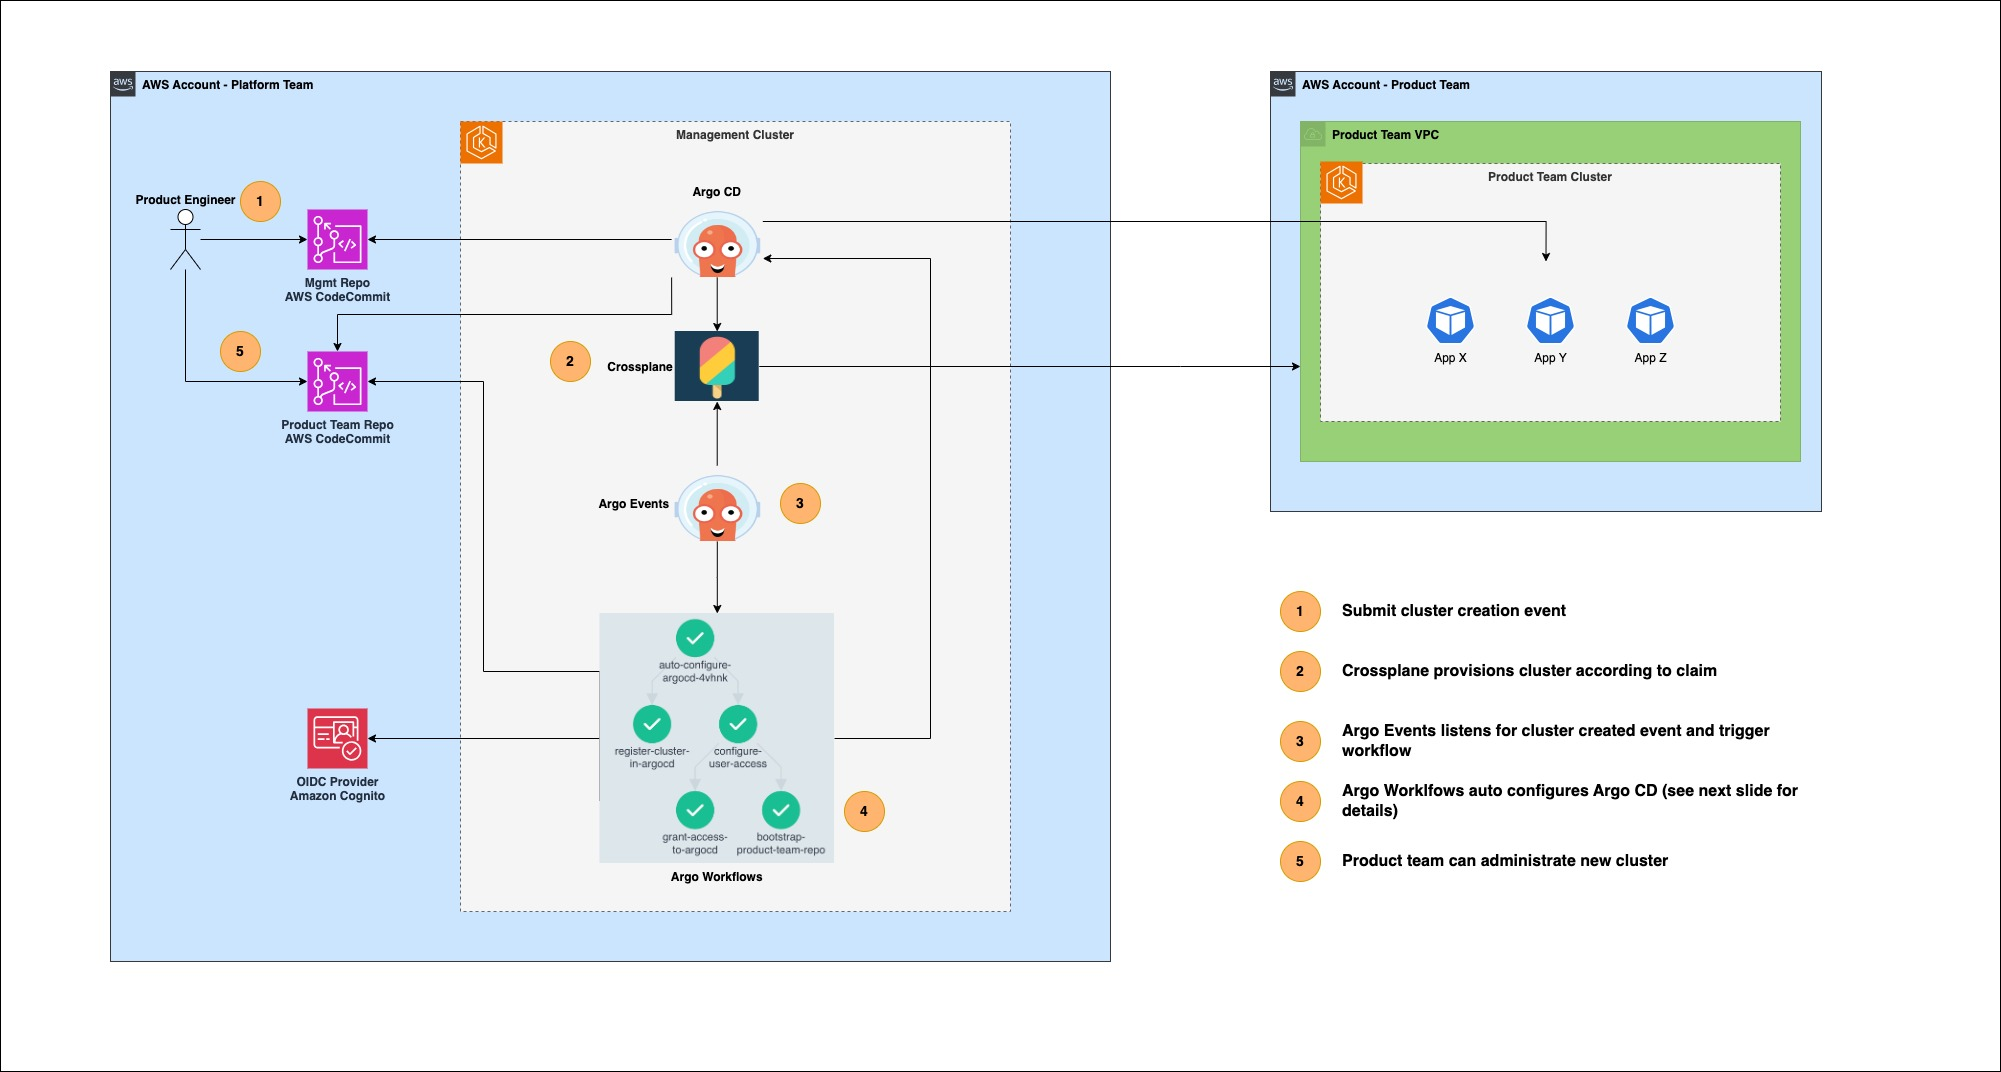 aws
AWS Account - Platform Team
Management Cluster
Argo CD
Product Engineer
1
Mgmt Repo
AWS CodeCommit
5
Product Team Repo
AWS CodeCommit
2
Crossplane
Argo Events
3
auto-configure-
argocd-4vhnk
register-cluster-
in-argocd
configure-
user-access
grant-access-
to-argocd
bootstrap-
product-team-repo
4
Argo Workflows
OIDC Provider
Amazon Cognito
aws
AWS Account - Product Team
Product Team VPC
Product Team Cluster
App X
App Y
App Z
1 Submit cluster creation event
2 Crossplane provisions cluster according to claim
3 Argo Events listens for cluster created event and trigger
workflow
4 Argo Worklfows auto configures Argo CD (see next slide for
details)
5 Product team can administrate new cluster